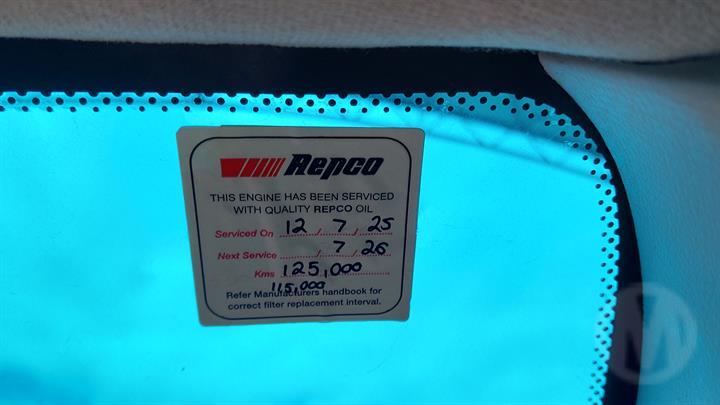 Repco
THIS ENGINE HAS BEEN SERVICED
WITH QUALITY REPCO OIL
Serviced On 12 / 7 / 25
Next Service / 7 / 26
Kms 125,000
115,000
Refer Manufacturers handbook for
correct filter replacement interval.
M